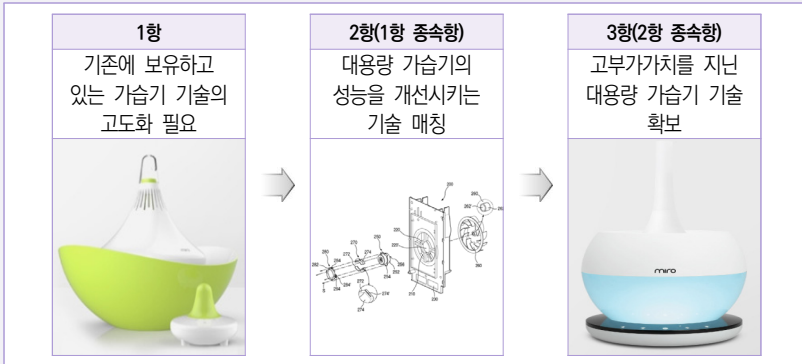 1항
기존에 보유하고
있는 가습기 기술의
고도화 필요
2항(1항 종속항)
대용량 가습기의
성능을 개선시키는
기술 매칭
3항(2항 종속항)
고부가가치를 지닌
대용량 가습기 기술
확보
miro